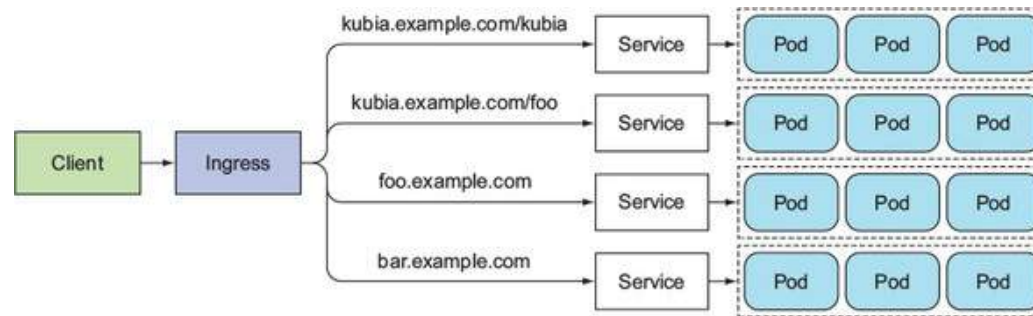 kubia.example.com/kubia
Service
Pod
Pod
Pod
kubia.example.com/foo
Service
Pod
Pod
Pod
Client
Ingress
foo.example.com
Service
Pod
Pod
Pod
bar.example.com
Service
Pod
Pod
Pod